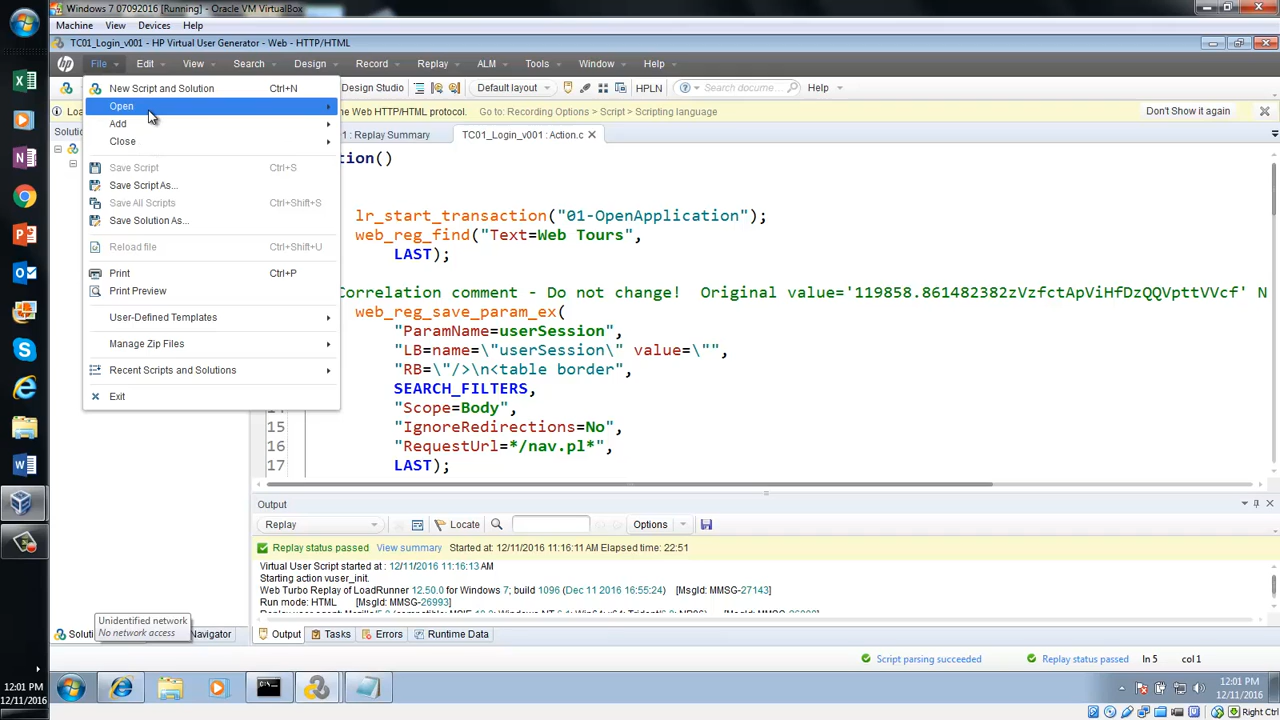 Windows 7 07092016 [Running] - Oracle VM VirtualBox
Machine View Devices Help
TC01_Login_v001 - HP Virtual User Generator - Web - HTTP/HTML
File Edit View Search Design Record Replay ALM Tools Window Help
Design Studio Default layout HPLN Search (Ctrl+E) Help
Loa
the Web HTTP/HTML protocol. Go to: Recording Options > Script > Scripting language Don't Show it again
New Script and Solution Ctrl+N
Open
Add
Close
Save Script Ctrl+S
Save Script As...
Save All Scripts Ctrl+Shift+S
Save Solution As...
Reload file Ctrl+Shift+U
Print Ctrl+P
Print Preview
User-Defined Templates
Manage Zip Files
Recent Scripts and Solutions
Exit
Solutio
1 : Replay Summary TC01_Login_v001 : Action.c
tion()
lr_start_transaction("01-OpenApplication");
web_reg_find("Text=Web Tours",
LAST);
Correlation comment - Do not change! Original value='119858.861482382zVzfctApViHfDzQQVpttVVcf' N
web_reg_save_param_ex(
"ParamName=userSession",
"LB=name=\"userSession\" value=\"",
"RB=\"/>\n<table border",
SEARCH_FILTERS,
"Scope=Body",
15 "IgnoreRedirections=No",
16 "RequestUrl=*/nav.pl*",
17 LAST);
Output
Replay Locate Options
Replay status passed View summary Started at: 12/11/2016 11:16:11 AM Elapsed time: 22:51
Virtual User Script started at : 12/11/2016 11:16:13 AM
Starting action vuser_init.
Web Turbo Replay of LoadRunner 12.50.0 for Windows 7; build 1096 (Dec 11 2016 16:55:24) [MsgId: MMSG-27143]
Run mode: HTML [MsgId: MMSG-26993]
Unidentified network
No network access
Soluti Navigator Output Tasks Errors Runtime Data
Script parsing succeeded Replay status passed ln 5 col 1
12:01 PM
12/11/2016
12:01 PM
12/11/2016
Right Ctrl